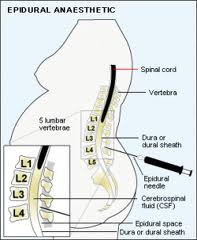 EPIDURAL ANAESTHETIC
Spinal cord
Vertebra
5 lumbar
vertebrae
L1
L2
L3
L4
L5
Dura or
dural sheath
Epidural
needle
L1
L2
L3
L4
Cerebrospinal
fluid (CSF)
Epidural space
Dura or dural sheath